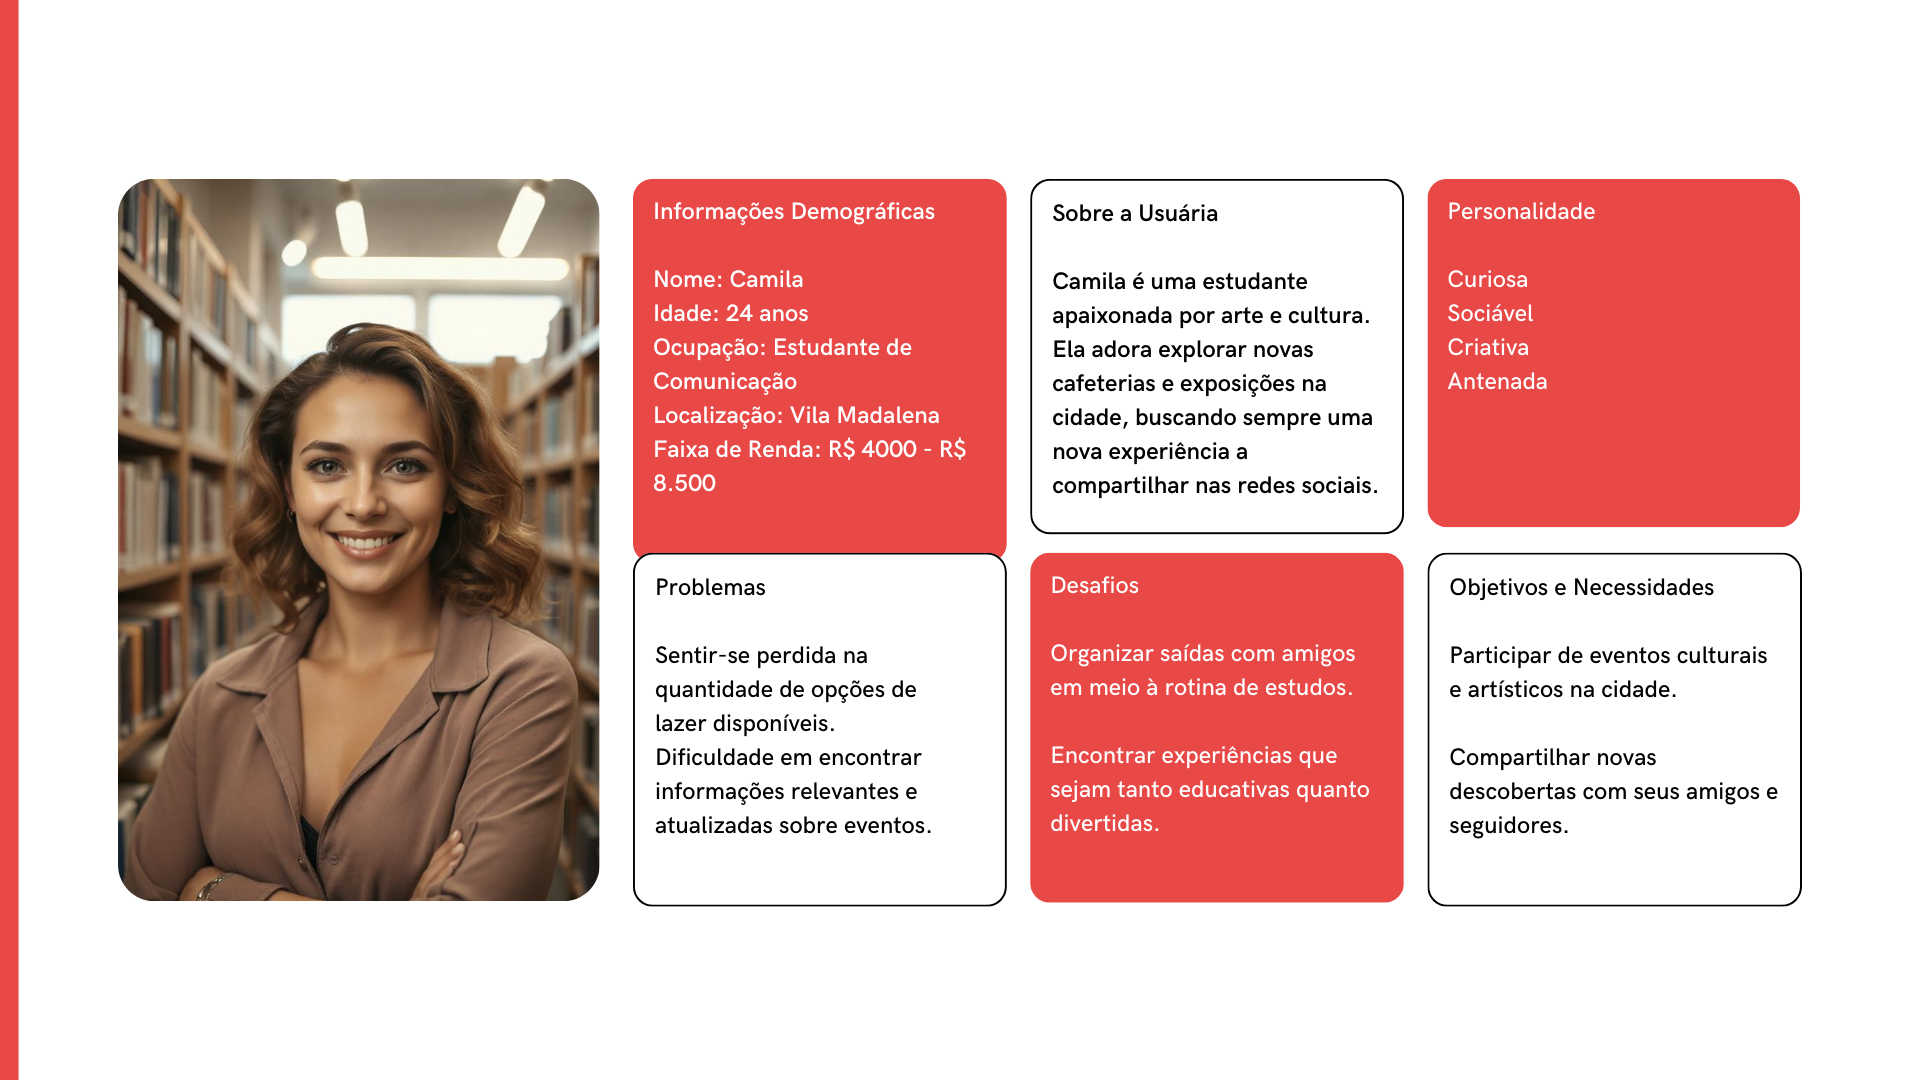 Informações Demográficas
Nome: Camila
Idade: 24 anos
Ocupação: Estudante de
Comunicação
Localização: Vila Madalena
Faixa de Renda: R$ 4000 - R$
8.500
Sobre a Usuária
Camila é uma estudante
apaixonada por arte e cultura.
Ela adora explorar novas
cafeterias e exposições na
cidade, buscando sempre uma
nova experiência a
compartilhar nas redes sociais.
Personalidade
Curiosa
Sociável
Criativa
Antenada
Problemas
Sentir-se perdida na
quantidade de opções de
lazer disponíveis.
Dificuldade em encontrar
informações relevantes e
atualizadas sobre eventos.
Desafios
Organizar saídas com amigos
em meio à rotina de estudos.
Encontrar experiências que
sejam tanto educativas quanto
divertidas.
Objetivos e Necessidades
Participar de eventos culturais
e artísticos na cidade.
Compartilhar novas
descobertas com seus amigos e
seguidores.